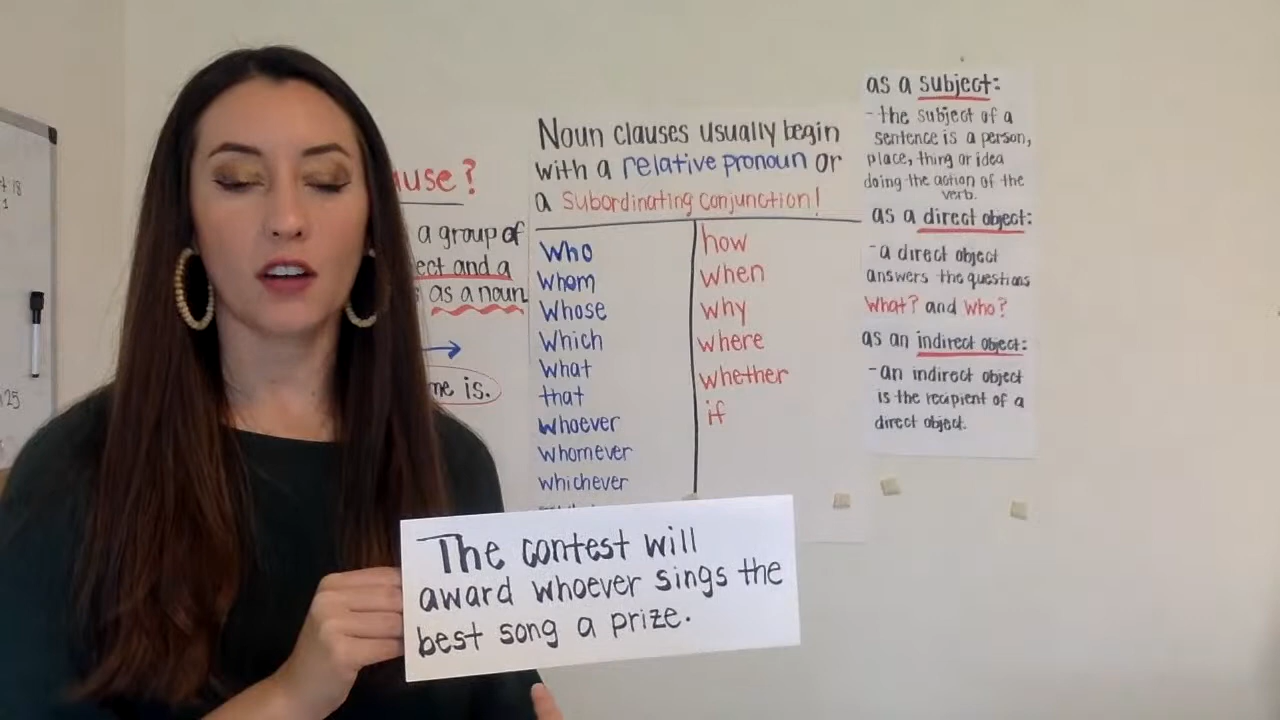 18
1
25
ause?
a group of
ect and a
as a noun
me is.
Noun clauses usually begin
with a relative pronoun or
a subordinating conjunction!
Who
Whom
Whose
Which
What
that
whoever
whomever
whichever
how
when
why
where
whether
if
as a subject:
- the subject of a
sentence is a person,
place, thing or idea
doing the action of the
verb.
as a direct object:
- a direct object
answers the questions
What? and Who?
as an indirect object:
- an indirect object
is the recipient of a
direct object.
The contest will
award whoever sings the
best song a prize.